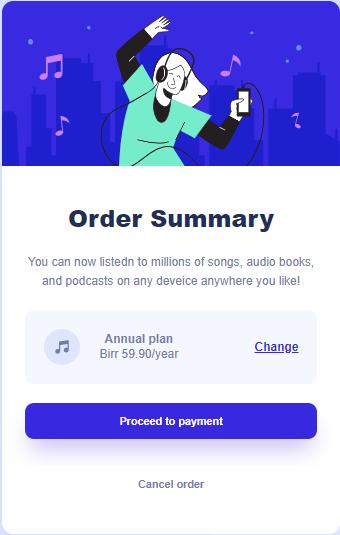 Order Summary
You can now listedn to millions of songs, audio books,
and podcasts on any deveice anywhere you like!
Annual plan
Birr 59.90/year
Change
Proceed to payment
Cancel order